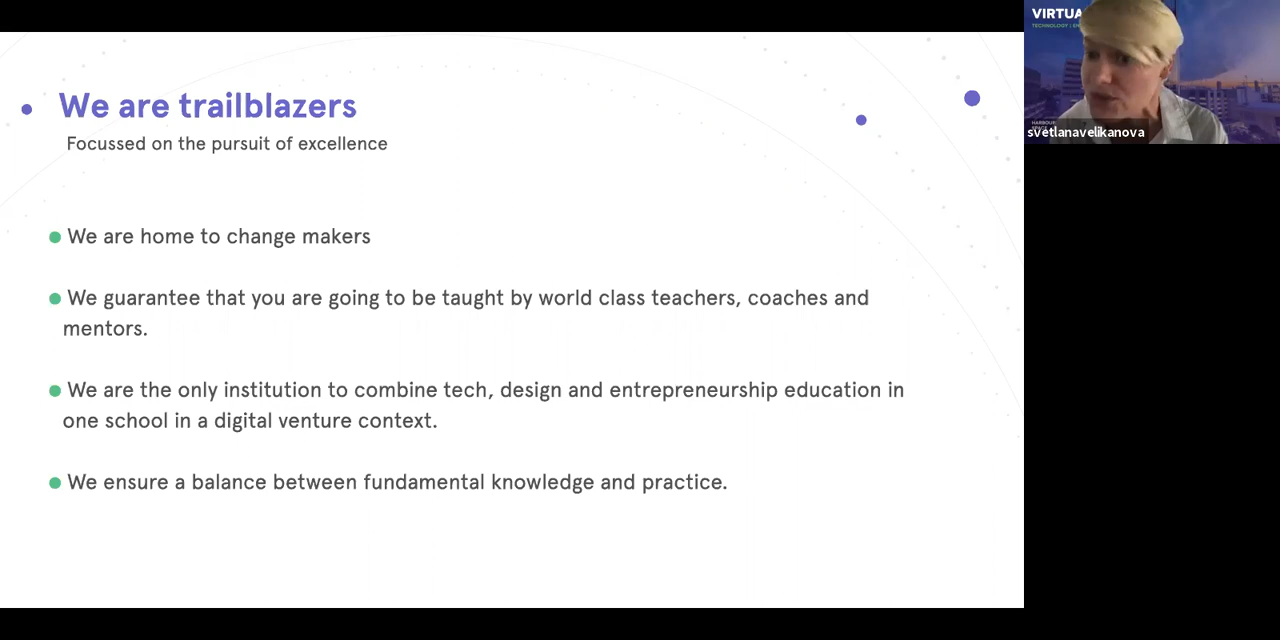 We are trailblazers
Focussed on the pursuit of excellence
We are home to change makers
We guarantee that you are going to be taught by world class teachers, coaches and
mentors.
We are the only institution to combine tech, design and entrepreneurship education in
one school in a digital venture context.
We ensure a balance between fundamental knowledge and practice.
TECHNOLOGY
svetlanavelikanova